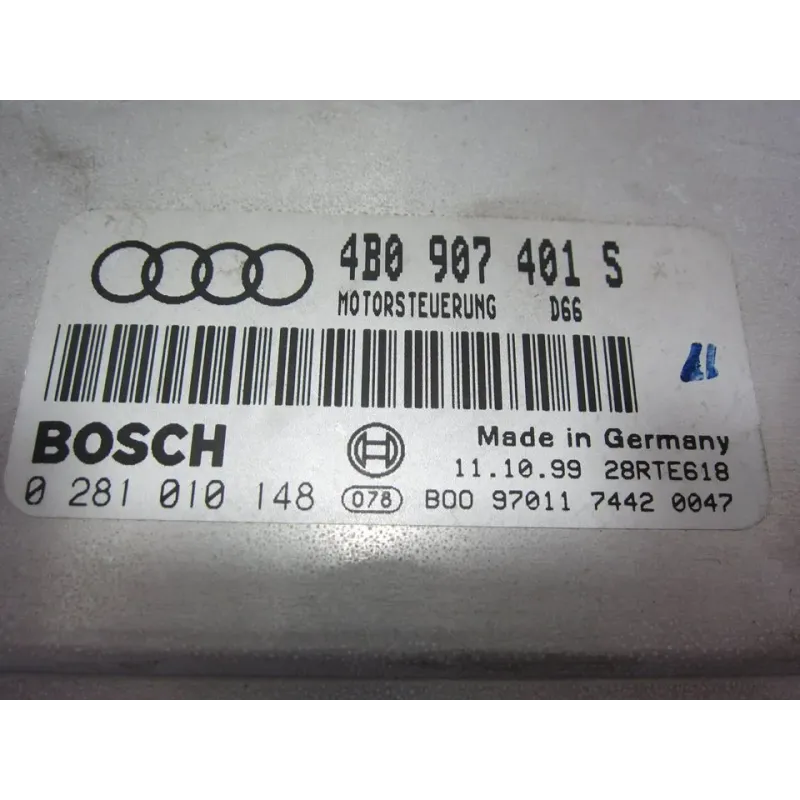 4B0 907 401 S
MOTORSTEUERUNG D66
BOSCH
Made in Germany
11.10.99 28RTE618
0 281 010 148 078 B00 97011 7442 0047